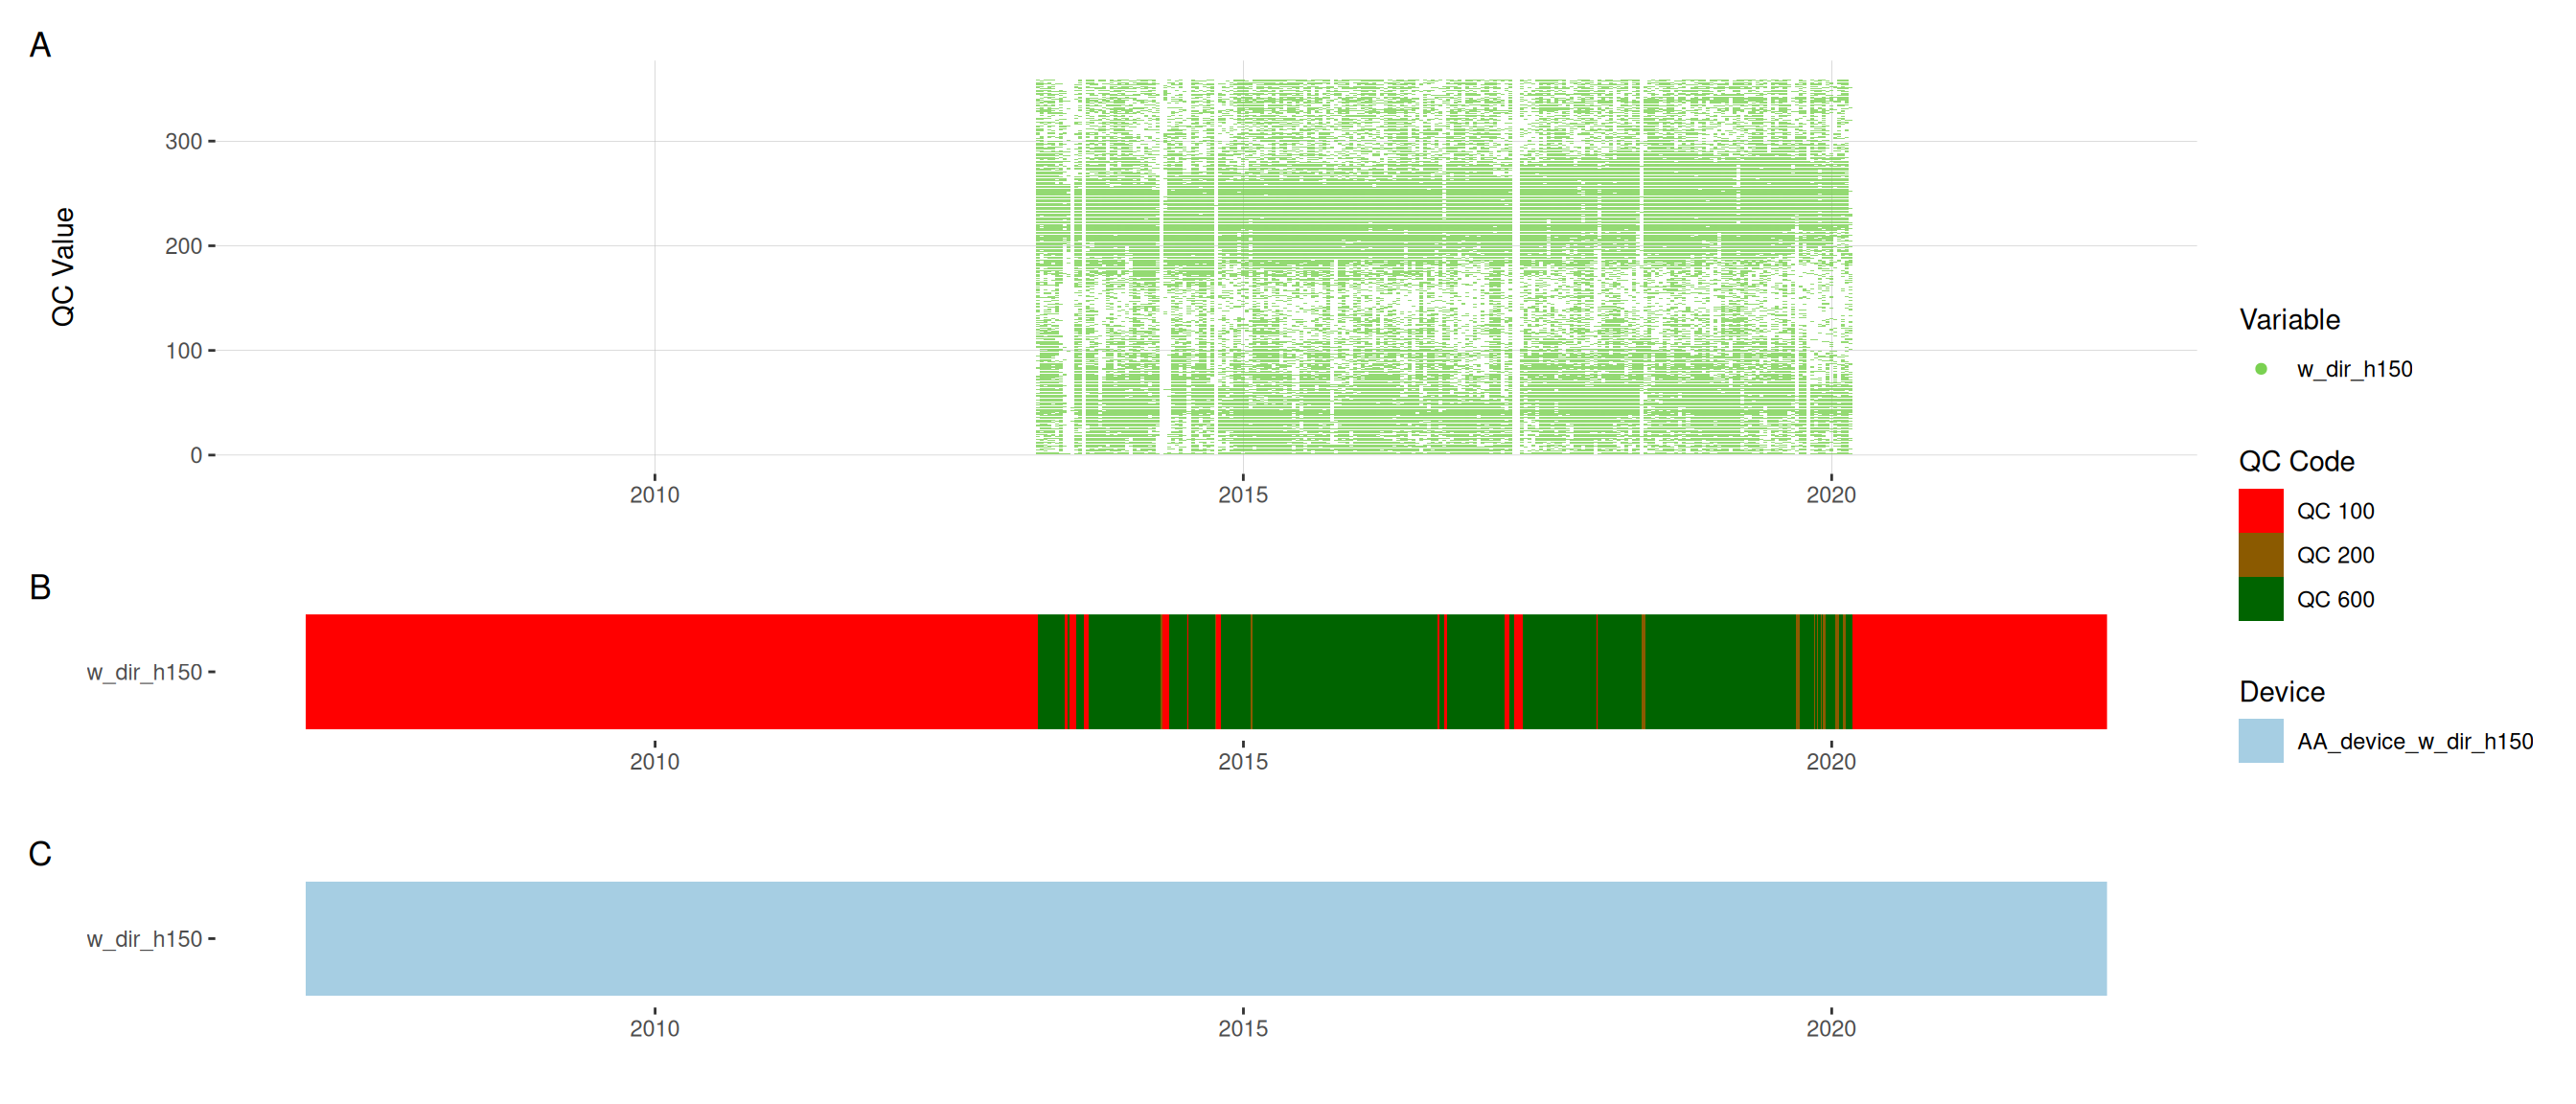 A
QC Value
300
200
100
0
2010 2015 2020
B
w_dir_h150
2010 2015 2020
C
w_dir_h150
2010 2015 2020
Variable
w_dir_h150
QC Code
QC 100
QC 200
QC 600
Device
AA_device_w_dir_h150